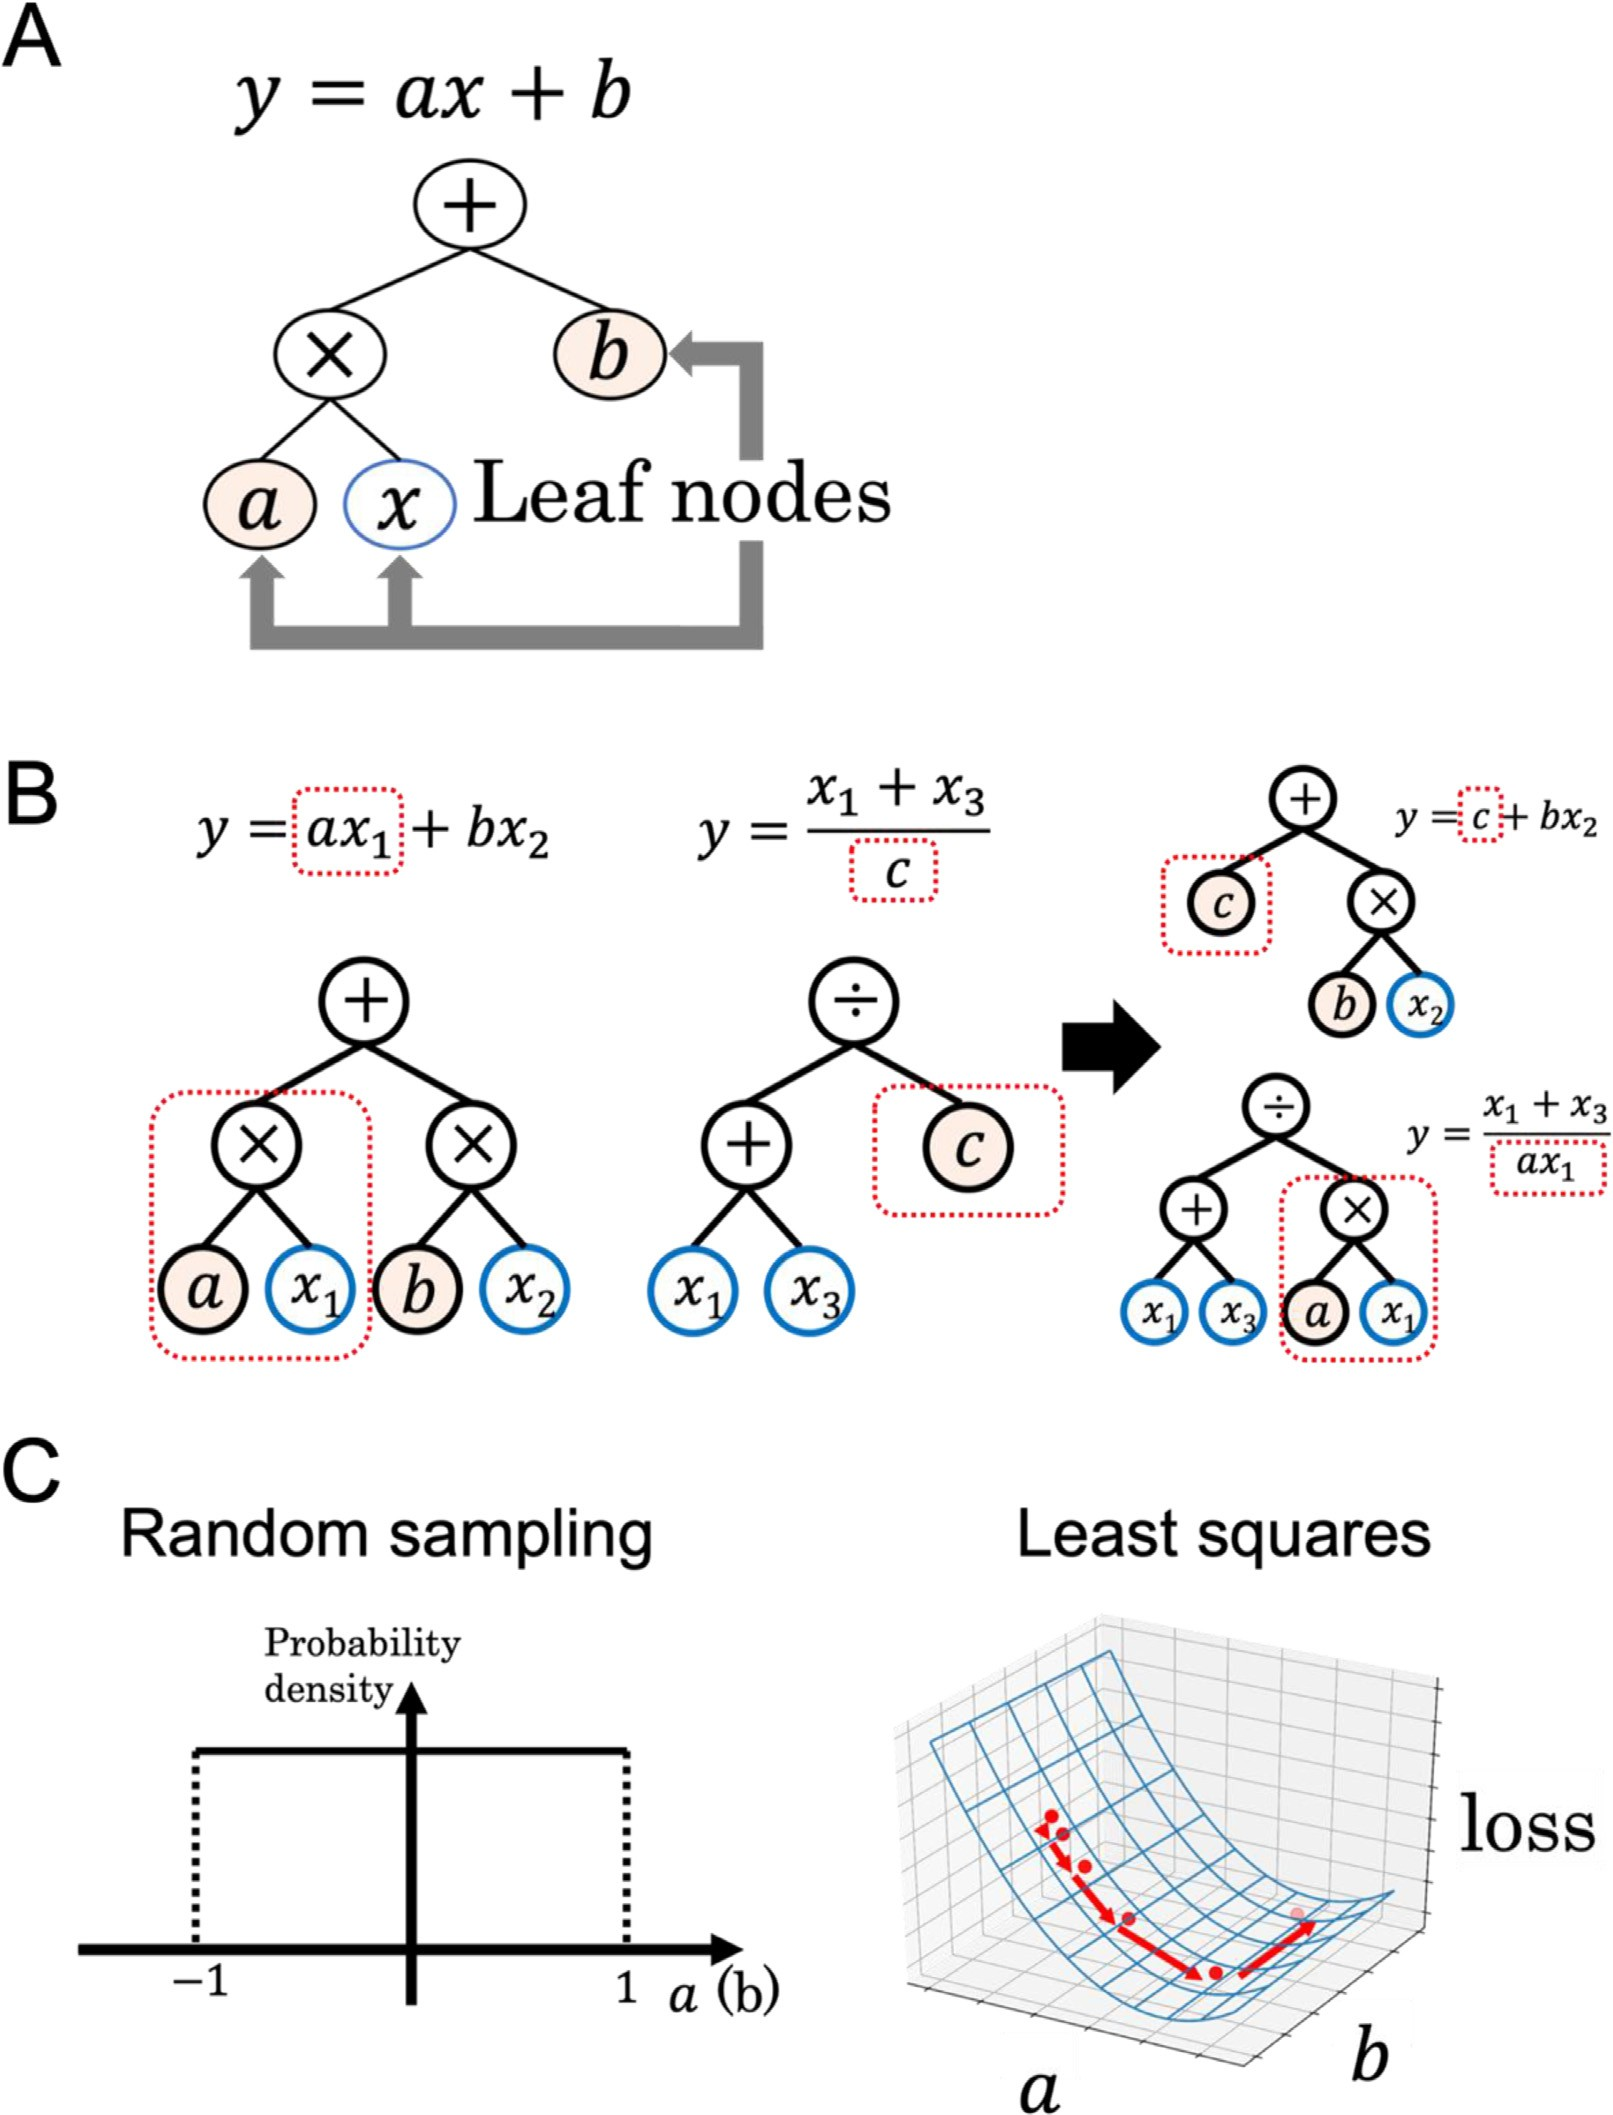 A
y = ax + b
+
×
b
a
x
Leaf nodes
B
y = ax₁ + bx₂
+
×
×
a
x₁
b
x₂
y = (x₁ + x₃) / c
÷
+
c
x₁
x₃
y = c + bx₂
+
c
×
b
x₂
y = (x₁ + x₃) / ax₁
÷
+
×
x₁
x₃
a
x₁
C
Random sampling
Probability
density
−1
1
a (b)
Least squares
loss
a
b